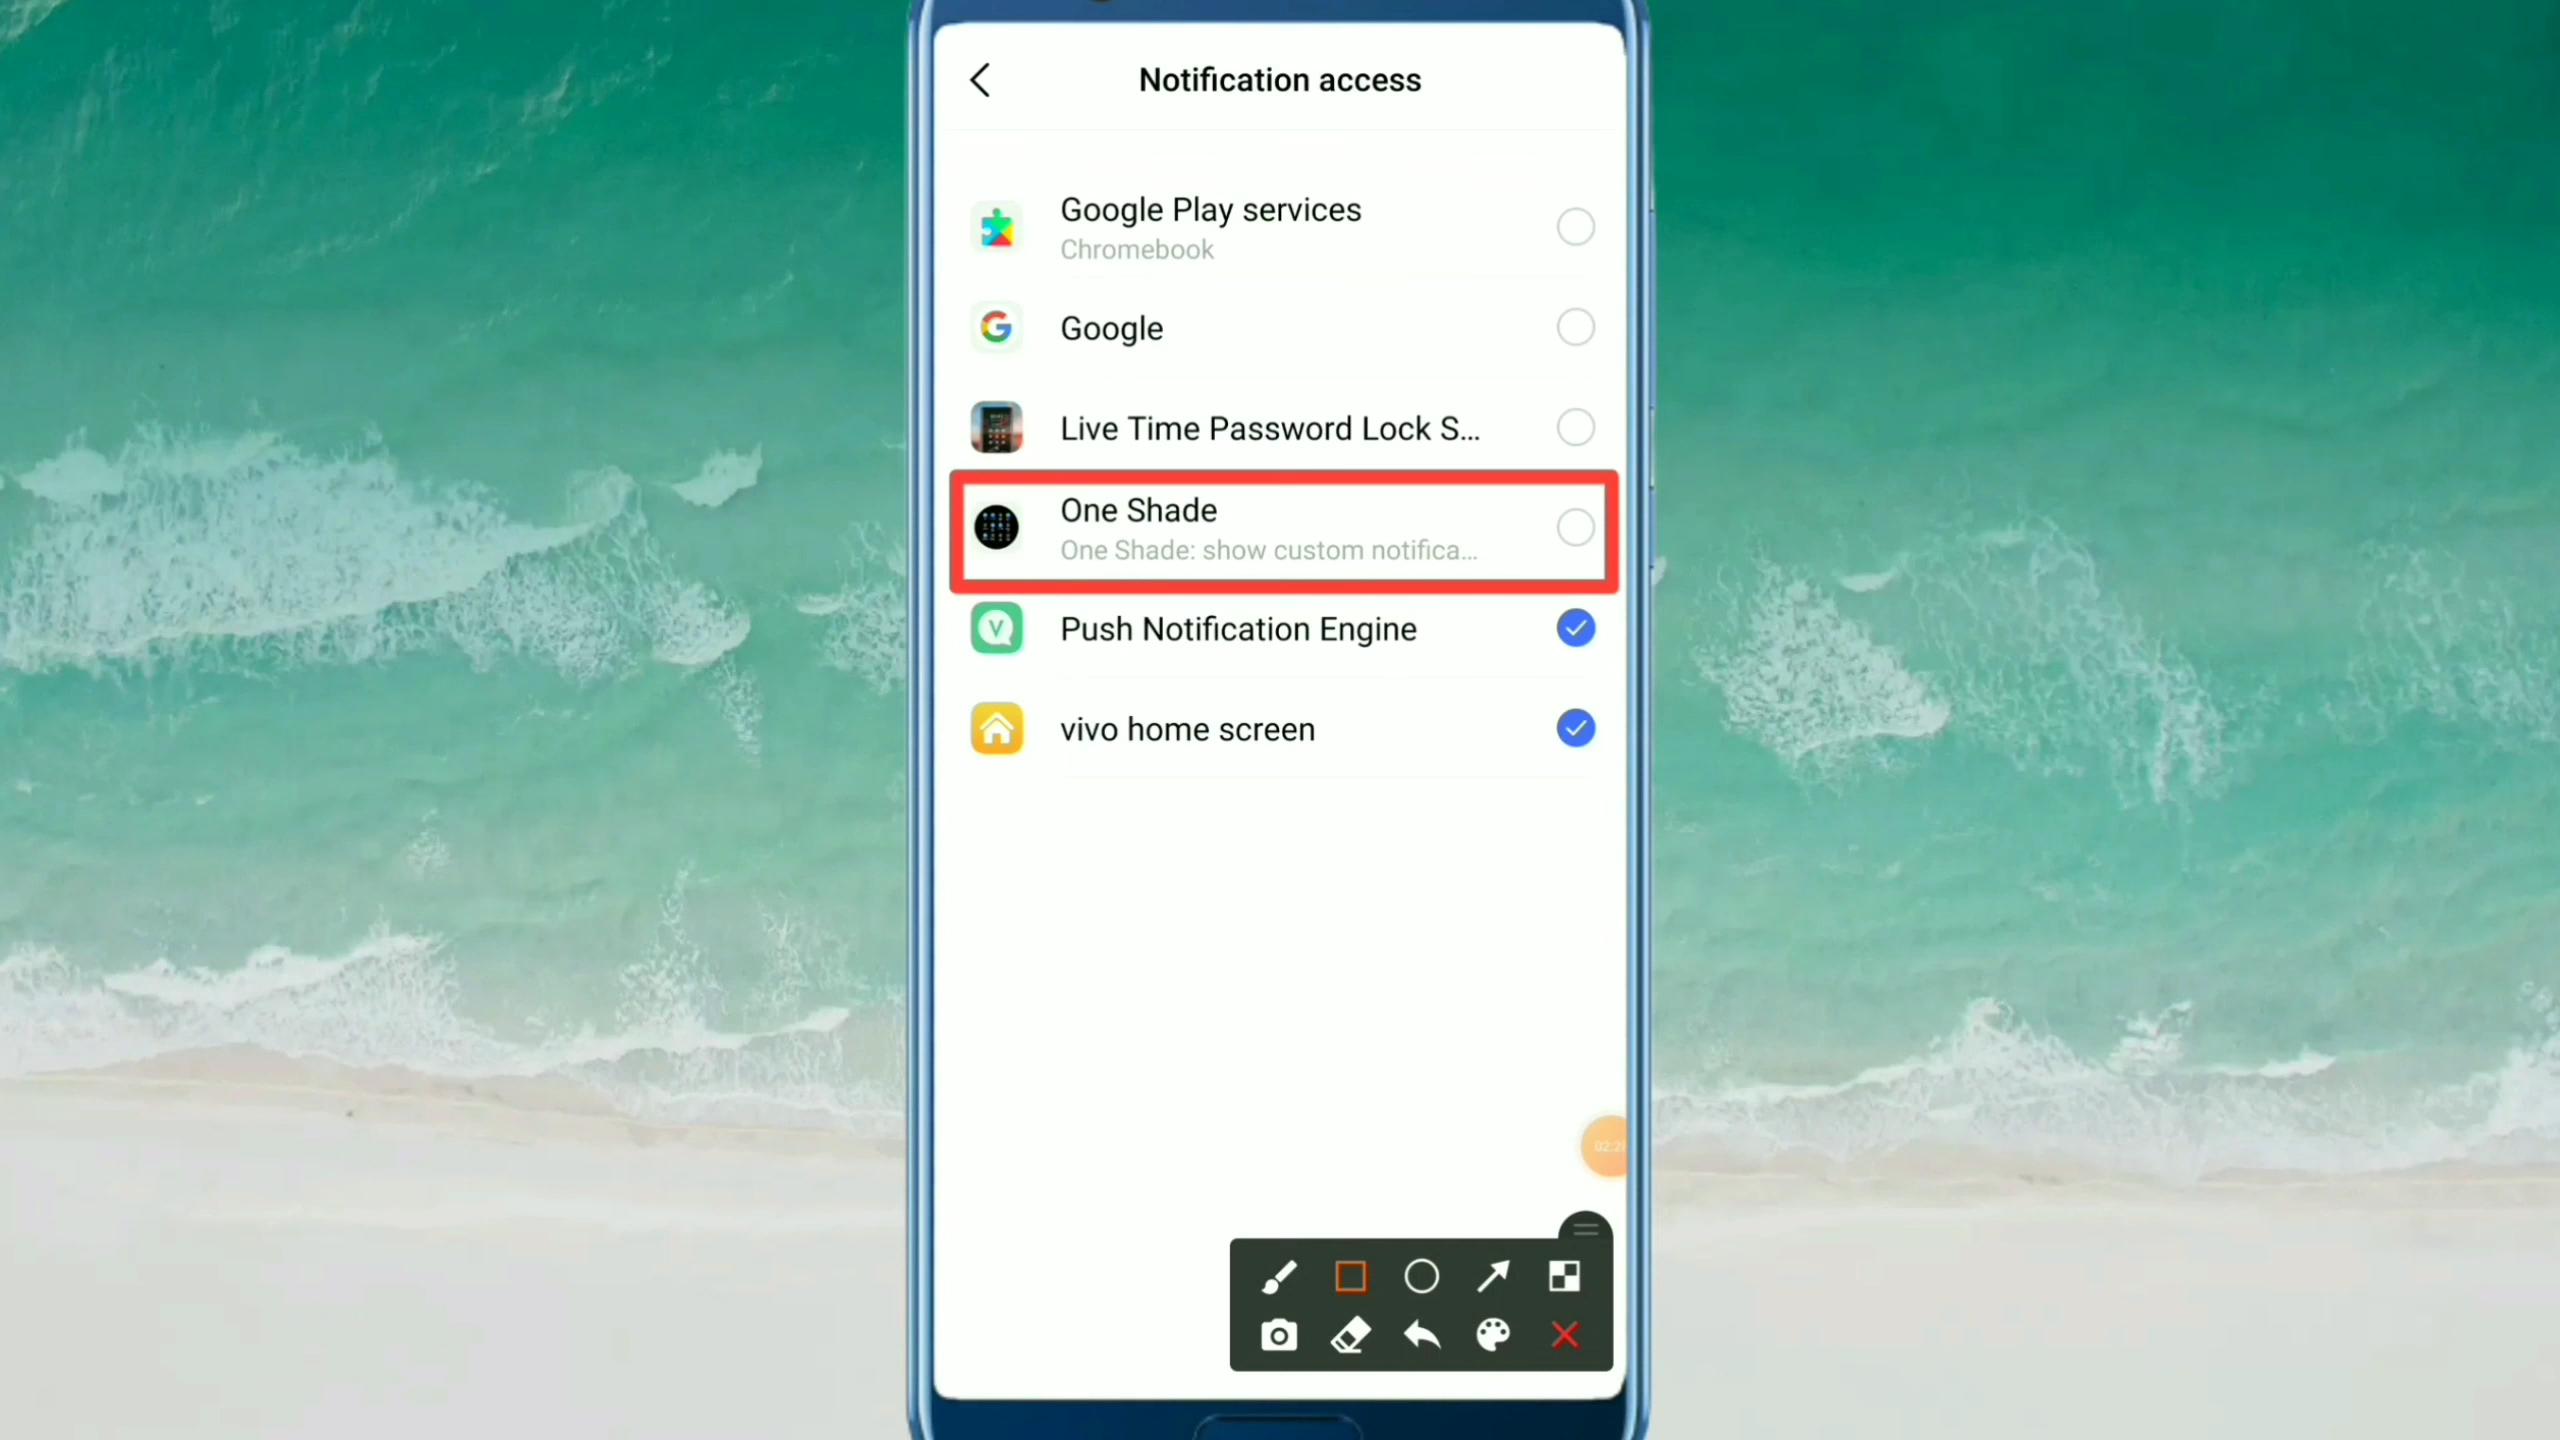 Notification access
Google Play services
Chromebook
Google
Live Time Password Lock S...
One Shade
One Shade: show custom notifica...
Push Notification Engine
vivo home screen